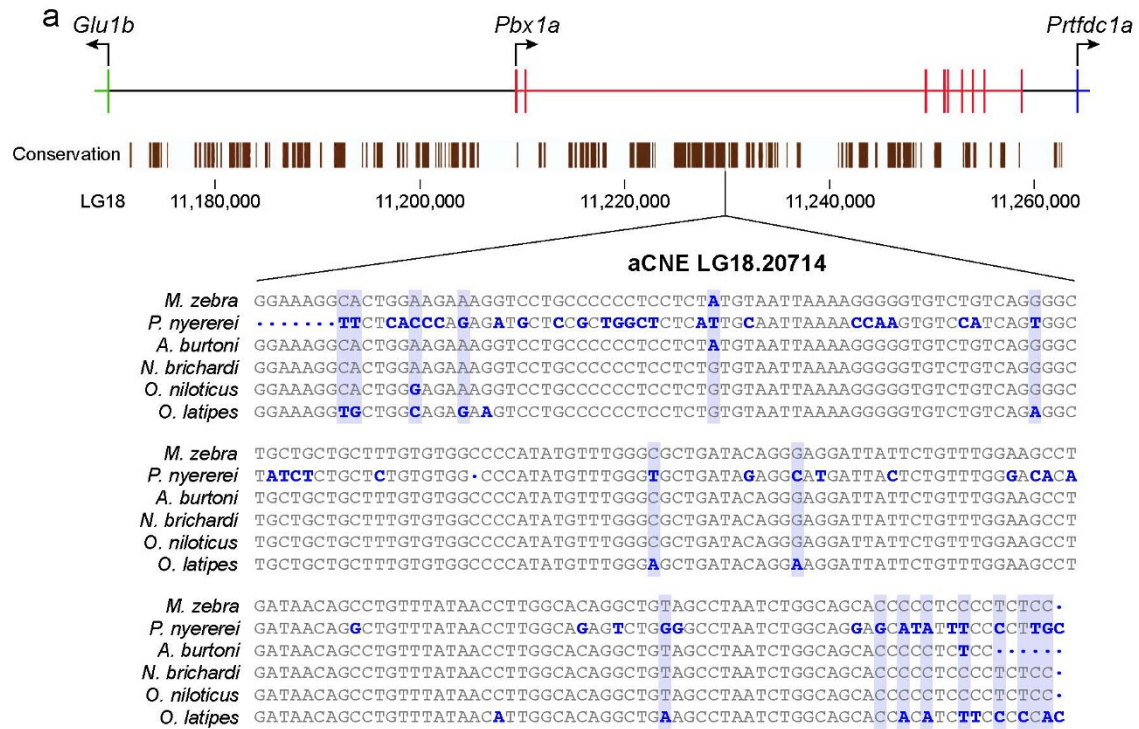 a
Glu1b Pbx1a Prtfdc1a
Conservation
LG18 11,180,000 11,200,000 11,220,000 11,240,000 11,260,000
aCNE LG18.20714
M. zebra GGAAAGGCACTGGAAGAAAGGTCCTGCCCCCCTCCTCTATGTAATTAAAAGGGGGTGTCTGTCAGGGGC
P. nyererei ·······TTCTCACCCAGAGATGCTCCGCTGGCTCTCATTGCAATTAAAACCAAGTGTCCATCAGTGGC
A. burtoni GGAAAGGCACTGGAAGAAAGGTCCTGCCCCCCTCCTCTATGTAATTAAAAGGGGGTGTCTGTCAGGGGC
N. brichardi GGAAAGGCACTGGAAGAAAGGTCCTGCCCCCCTCCTCTGTGTAATTAAAAGGGGGTGTCTGTCAGGGGC
O. niloticus GGAAAGGCACTGGGAGAAAGGTCCTGCCCCCCTCCTCTGTGTAATTAAAAGGGGGTGTCTGTCAGGGGC
O. latipes GGAAAGGTGCTGGCAGAGAAGTCCTGCCCCCCTCCTCTGTGTAATTAAAAGGGGGTGTCTGTCAGAGGC
M. zebra TGCTGCTGCTTTGTGTGGCCCCATATGTTTGGGCGCTGATACAGGGAGGATTATTCTGTTTGGAAGCCT
P. nyererei TATCTCTGCTCTGTGTGG·CCCATATGTTTGGGTGCTGATAGAGGCATGATTACTCTGTTTGGGACACA
A. burtoni TGCTGCTGCTTTGTGTGGCCCCATATGTTTGGGCGCTGATACAGGGAGGATTATTCTGTTTGGAAGCCT
N. brichardi TGCTGCTGCTTTGTGTGGCCCCATATGTTTGGGCGCTGATACAGGGAGGATTATTCTGTTTGGAAGCCT
O. niloticus TGCTGCTGCTTTGTGTGGCCCCATATGTTTGGGCGCTGATACAGGGAGGATTATTCTGTTTGGAAGCCT
O. latipes TGCTGCTGCTTTGTGTGGCCCCATATGTTTGGGAGCTGATACAGGAAGGATTATTCTGTTTGGAAGCCT
M. zebra GATAACAGCCTGTTTATAACCTTGGCACAGGCTGTAGCCTAATCTGGCAGCACCCCCTCCCCTCTCC·
P. nyererei GATAACAGGCTGTTTATAACCTTGGCAGAGTCTGGGGCCTAATCTGGCAGGAGCATATTTCCCCTTGC
A. burtoni GATAACAGCCTGTTTATAACCTTGGCACAGGCTGTAGCCTAATCTGGCAGCACCCCCTCTCC······
N. brichardi GATAACAGCCTGTTTATAACCTTGGCACAGGCTGTAGCCTAATCTGGCAGCACCCCCTCCCCTCTCC·
O. niloticus GATAACAGCCTGTTTATAACCTTGGCACAGGCTGTAGCCTAATCTGGCAGCACCCCCTCCCCTCTCC·
O. latipes GATAACAGCCTGTTTATAACATTGGCACAGGCTGAAGCCTAATCTGGCAGCACCACATCTTCCCCCAC